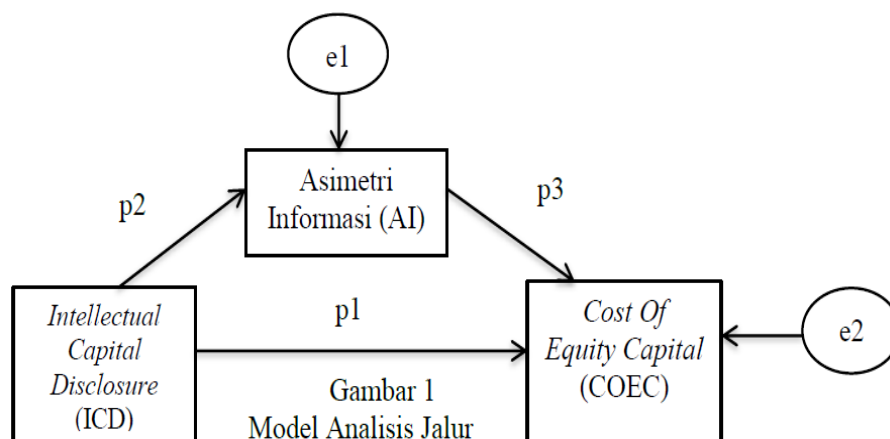 e1
Asimetri
Informasi (AI)
p2
p3
Intellectual
Capital
Disclosure
(ICD)
p1
Cost Of
Equity Capital
(COEC)
e2
Gambar 1
Model Analisis Jalur